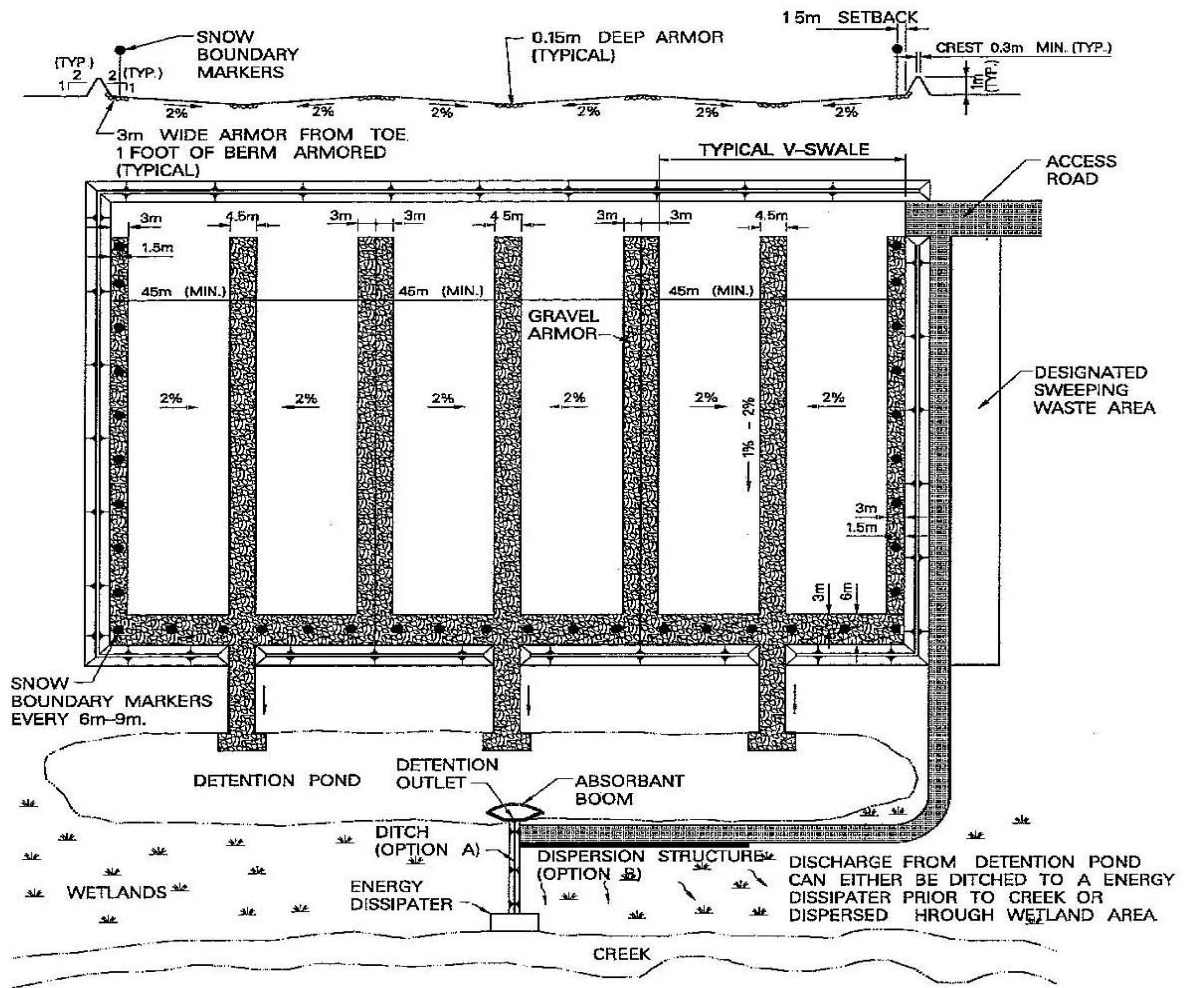 15m SETBACK
SNOW
BOUNDARY
MARKERS
0.15m DEEP ARMOR
(TYPICAL)
CREST 0.3m MIN. (TYP.)
(TYP.)
2
1
2 (TYP.)
1
1m
(TYP.)
2%
2%
2%
2%
2%
2%
3m WIDE ARMOR FROM TOE.
1 FOOT OF BERM ARMORED
(TYPICAL)
TYPICAL V-SWALE
ACCESS
ROAD
3m
4.5m
3m
3m
4.5m
3m
3m
4.5m
1.5m
45m (MIN.)
45m (MIN.)
45m (MIN.)
GRAVEL
ARMOR
DESIGNATED
SWEEPING
WASTE AREA
2%
2%
2%
2%
2%
2%
1% - 2%
3m
1.5m
3m
6m
SNOW
BOUNDARY MARKERS
EVERY 6m-9m.
DETENTION POND
DETENTION
OUTLET
ABSORBANT
BOOM
DITCH
(OPTION A)
DISPERSION STRUCTURE
(OPTION B)
WETLANDS
ENERGY
DISSIPATER
DISCHARGE FROM DETENTION POND
CAN EITHER BE DITCHED TO A ENERGY
DISSIPATER PRIOR TO CREEK OR
DISPERSED HROUGH WETLAND AREA
CREEK